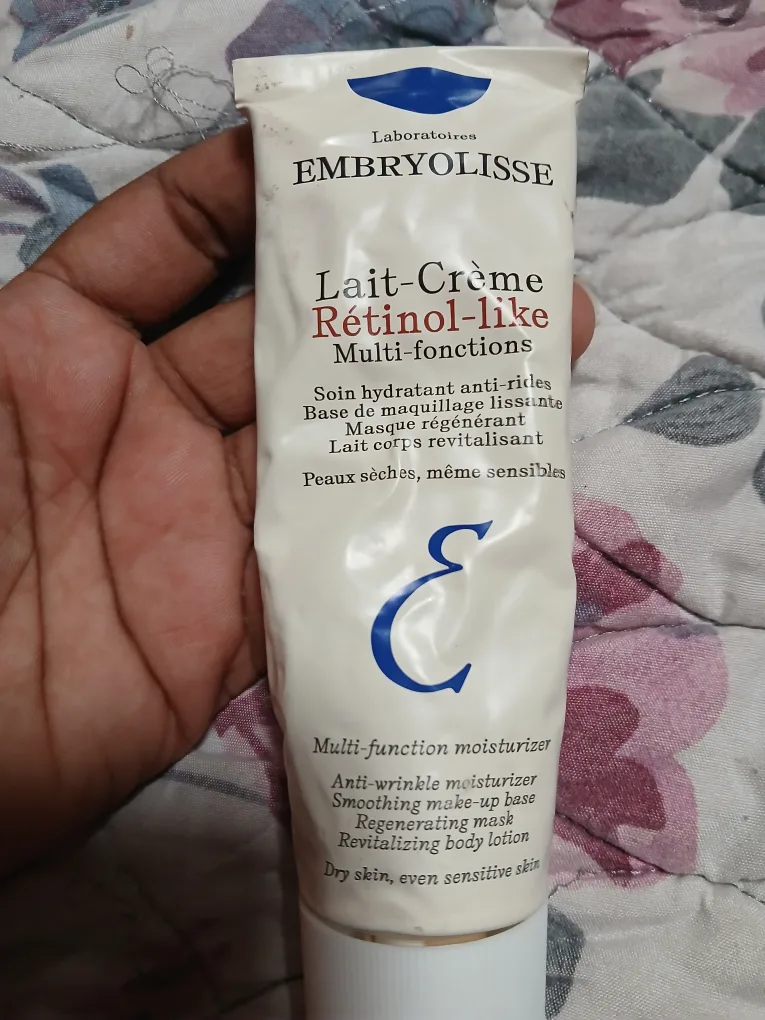 Laboratoires
EMBRYOLISSE
Lait-Crème
Rétinol-like
Multi-fonctions
Soin hydratant anti-rides
Base de maquillage lissante
Masque régénérant
Lait corps revitalisant
Peaux sèches, même sensibles
Multi-function moisturizer
Anti-wrinkle moisturizer
Smoothing make-up base
Regenerating mask
Revitalizing body lotion
Dry skin, even sensitive skin